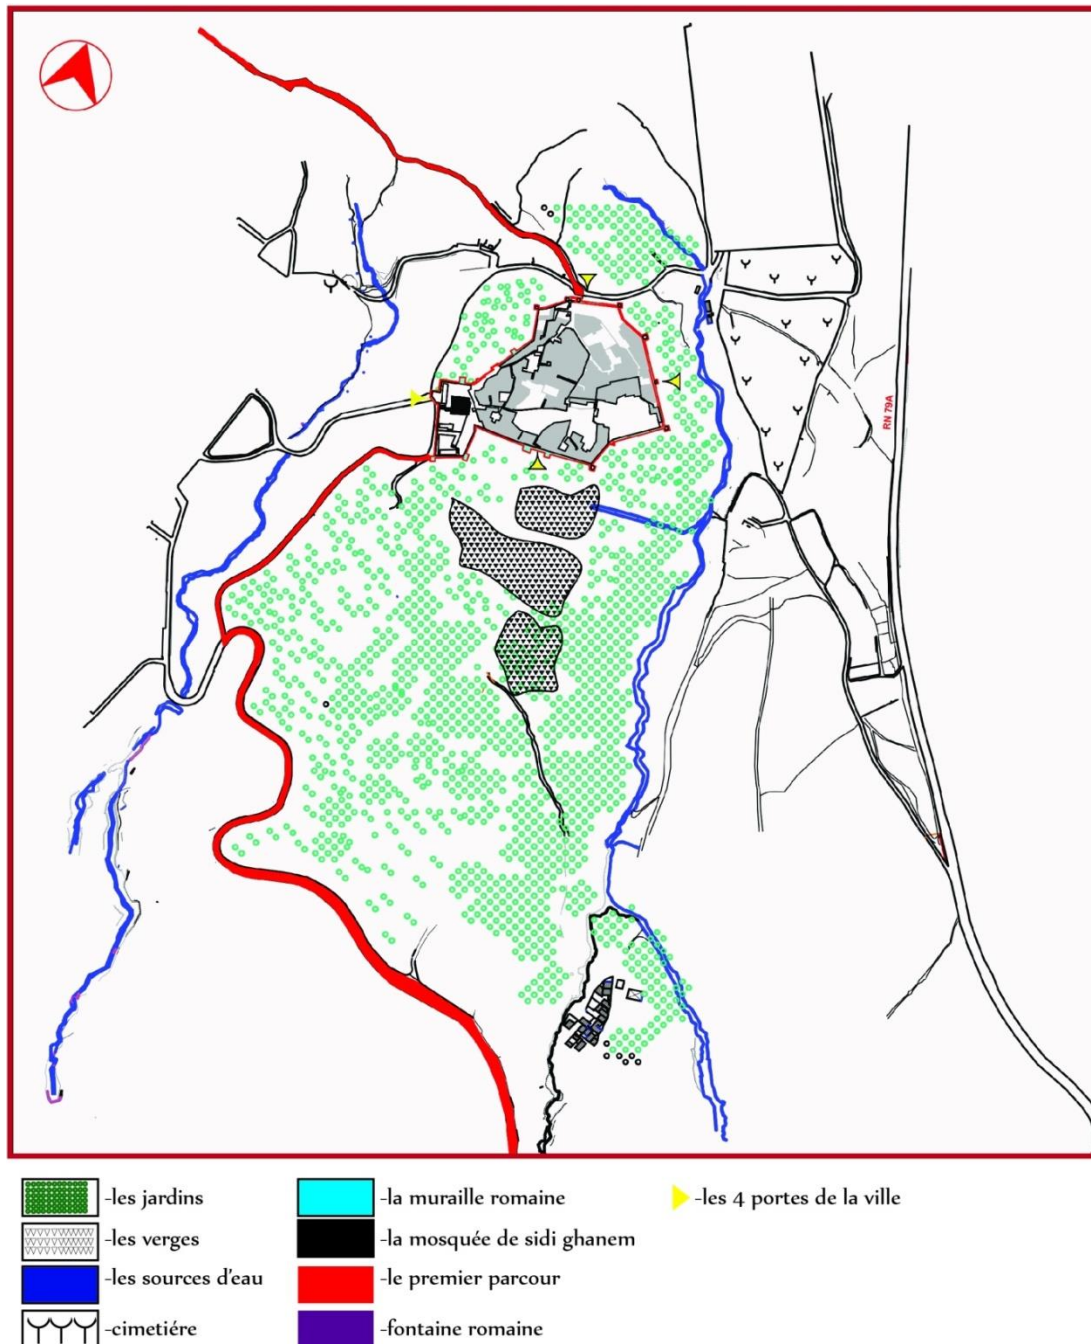 RN 79A
-les jardins
-les verges
-les sources d'eau
-cimetiére
-la muraille romaine
-la mosquée de sidi ghanem
-le premier parcour
-fontaine romaine
-les 4 portes de la ville